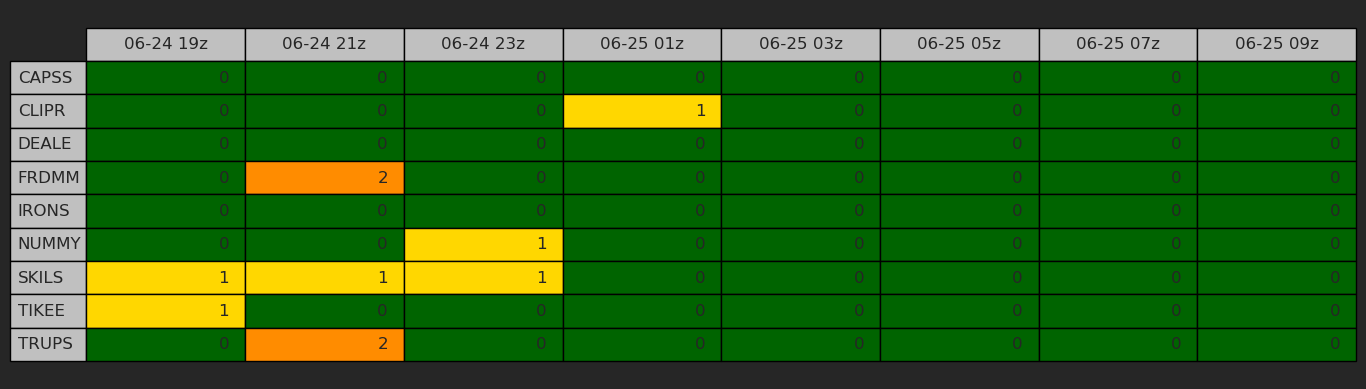 06-24 19z 06-24 21z 06-24 23z 06-25 01z 06-25 03z 06-25 05z 06-25 07z 06-25 09z
CAPSS 0 0 0 0 0 0 0 0
CLIPR 0 0 0 1 0 0 0 0
DEALE 0 0 0 0 0 0 0 0
FRDMM 0 2 0 0 0 0 0 0
IRONS 0 0 0 0 0 0 0 0
NUMMY 0 0 1 0 0 0 0 0
SKILS 1 1 1 0 0 0 0 0
TIKEE 1 0 0 0 0 0 0 0
TRUPS 0 2 0 0 0 0 0 0